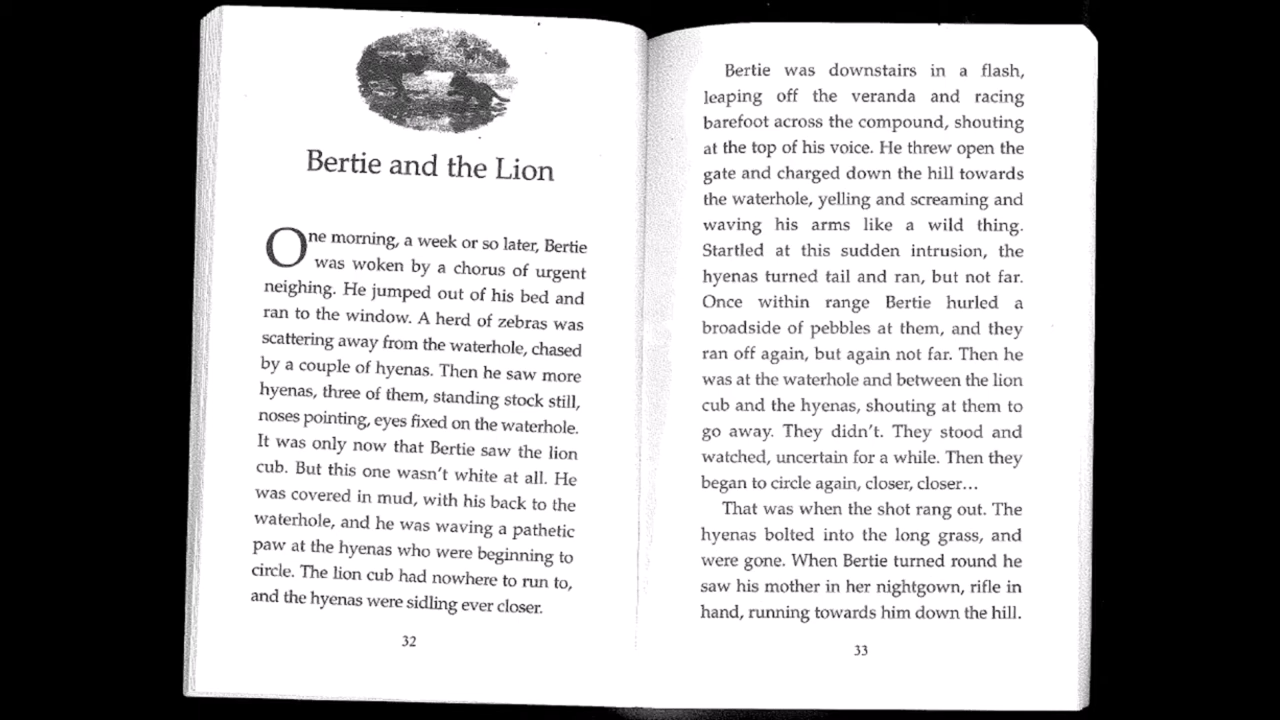 Bertie and the Lion
One morning, a week or so later, Bertie
was woken by a chorus of urgent
neighing. He jumped out of his bed and
ran to the window. A herd of zebras was
scattering away from the waterhole, chased
by a couple of hyenas. Then he saw more
hyenas, three of them, standing stock still,
noses pointing, eyes fixed on the waterhole.
It was only now that Bertie saw the lion
cub. But this one wasn't white at all. He
was covered in mud, with his back to the
waterhole, and he was waving a pathetic
paw at the hyenas who were beginning to
circle. The lion cub had nowhere to run to,
and the hyenas were sidling ever closer.
32
Bertie was downstairs in a flash,
leaping off the veranda and racing
barefoot across the compound, shouting
at the top of his voice. He threw open the
gate and charged down the hill towards
the waterhole, yelling and screaming and
waving his arms like a wild thing.
Startled at this sudden intrusion, the
hyenas turned tail and ran, but not far.
Once within range Bertie hurled a
broadside of pebbles at them, and they
ran off again, but again not far. Then he
was at the waterhole and between the lion
cub and the hyenas, shouting at them to
go away. They didn't. They stood and
watched, uncertain for a while. Then they
began to circle again, closer, closer...
That was when the shot rang out. The
hyenas bolted into the long grass, and
were gone. When Bertie turned round he
saw his mother in her nightgown, rifle in
hand, running towards him down the hill.
33